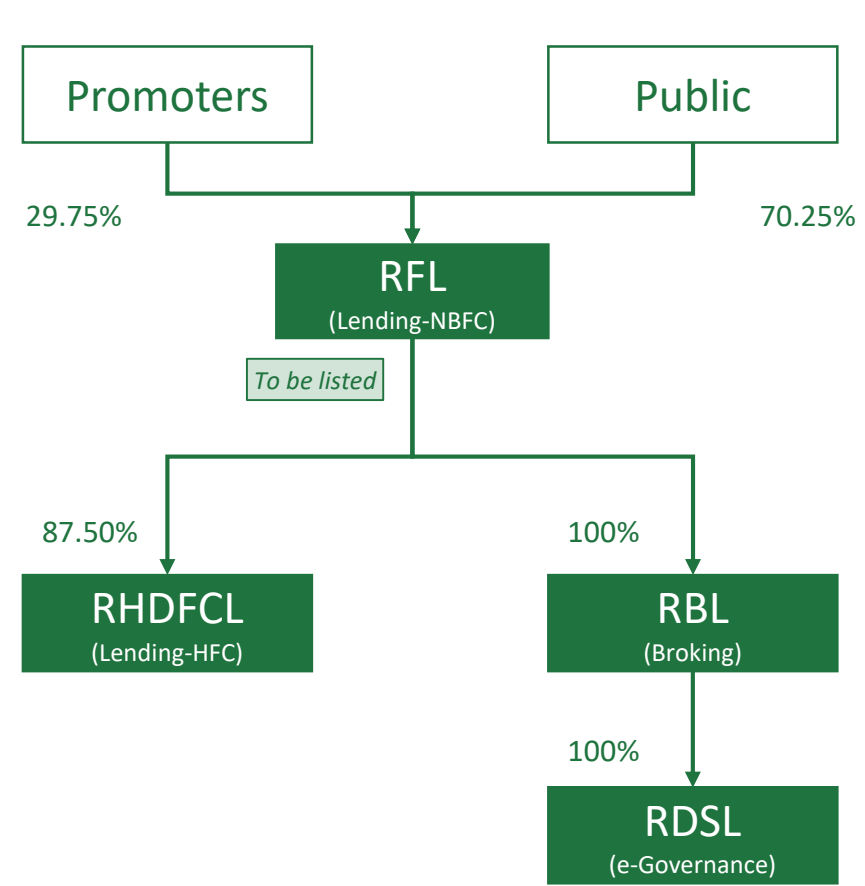 Promoters
Public
29.75%
70.25%
RFL
(Lending-NBFC)
To be listed
87.50%
100%
RHDFCL
(Lending-HFC)
RBL
(Broking)
100%
RDSL
(e-Governance)